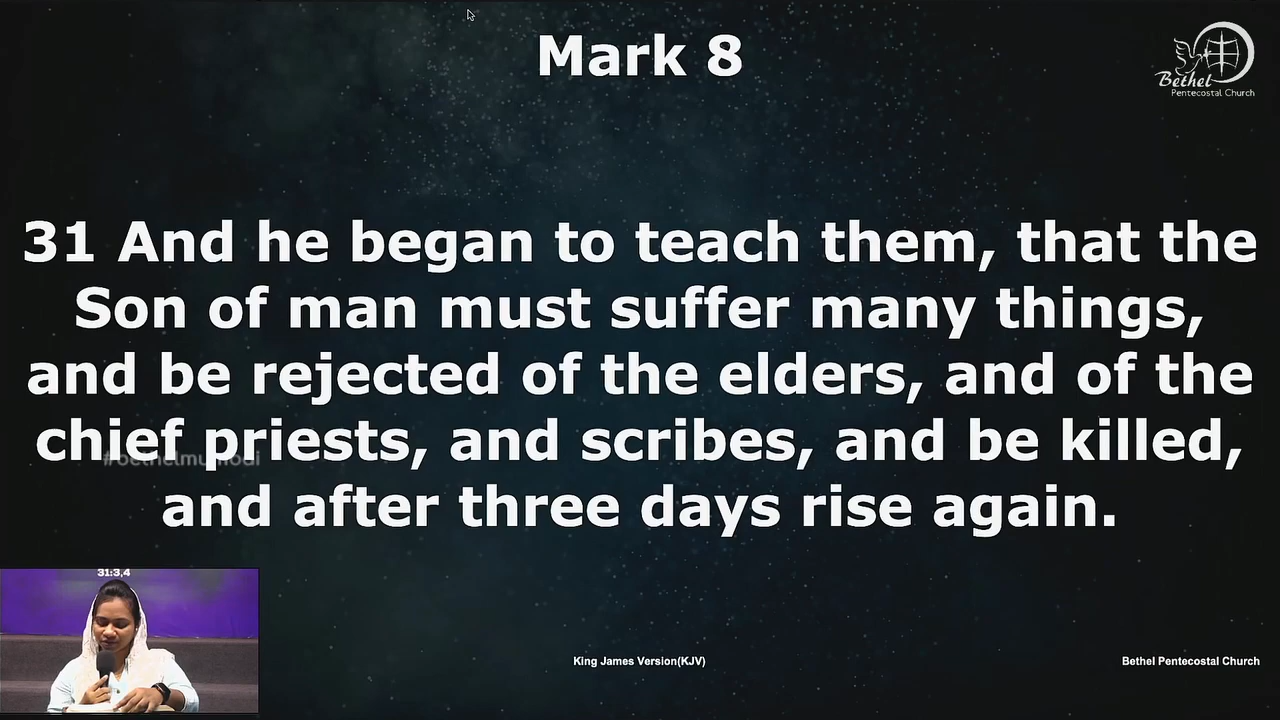 Mark 8
Bethel
Pentecostal Church
31 And he began to teach them, that the
Son of man must suffer many things,
and be rejected of the elders, and of the
chief priests, and scribes, and be killed,
and after three days rise again.
31:3,4
King James Version(KJV)
Bethel Pentecostal Church